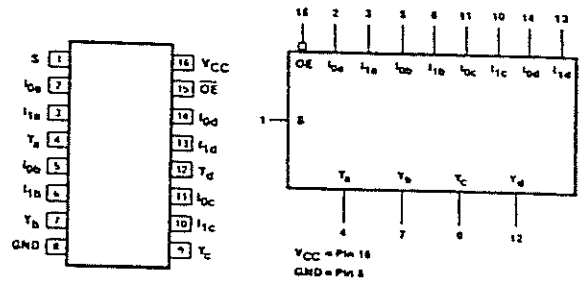 S 1
I0a 2
I1a 3
Ya 4
I0b 5
I1b 6
Yb 7
GND 8
16 VCC
15 OE
14 I0d
13 I1d
12 Yd
11 I0c
10 I1c
9 Yc
15 2 3 5 6 11 10 14 13
OE I0a I1a I0b I1b I0c I1c I0d I1d
1 S
Ya Yb Yc Yd
4 7 9 12
VCC = Pin 16
GND = Pin 8